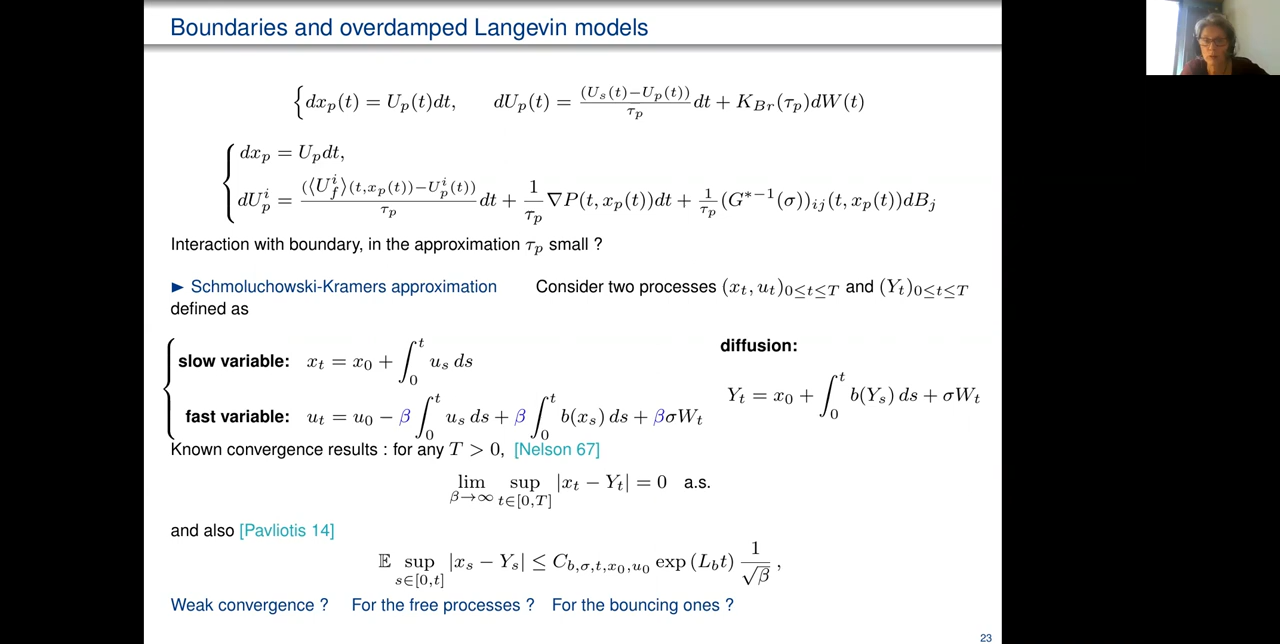 Boundaries and overdamped Langevin models
{dx_p(t) = U_p(t)dt, dU_p(t) = (U_s(t)−U_p(t))/τ_p dt + K_{Br}(τ_p)dW(t)
{ dx_p = U_p dt,
dU_p^i = (⟨U_f^i⟩(t,x_p(t))−U_p^i(t))/τ_p dt + 1/τ_p ∇P(t, x_p(t))dt + 1/τ_p (G^{*−1}(σ))_{ij}(t, x_p(t))dB_j
Interaction with boundary, in the approximation τ_p small ?
► Schmoluchowski-Kramers approximation Consider two processes (x_t, u_t)_{0≤t≤T} and (Y_t)_{0≤t≤T}
defined as
slow variable: x_t = x_0 + ∫_0^t u_s ds
fast variable: u_t = u_0 − β ∫_0^t u_s ds + β ∫_0^t b(x_s) ds + βσW_t
diffusion:
Y_t = x_0 + ∫_0^t b(Y_s) ds + σW_t
Known convergence results : for any T > 0, [Nelson 67]
lim_{β→∞} sup_{t∈[0,T]} |x_t − Y_t| = 0 a.s.
and also [Pavliotis 14]
𝔼 sup_{s∈[0,t]} |x_s − Y_s| ≤ C_{b,σ,t,x_0,u_0} exp (L_b t) 1/√β ,
Weak convergence ? For the free processes ? For the bouncing ones ?
23